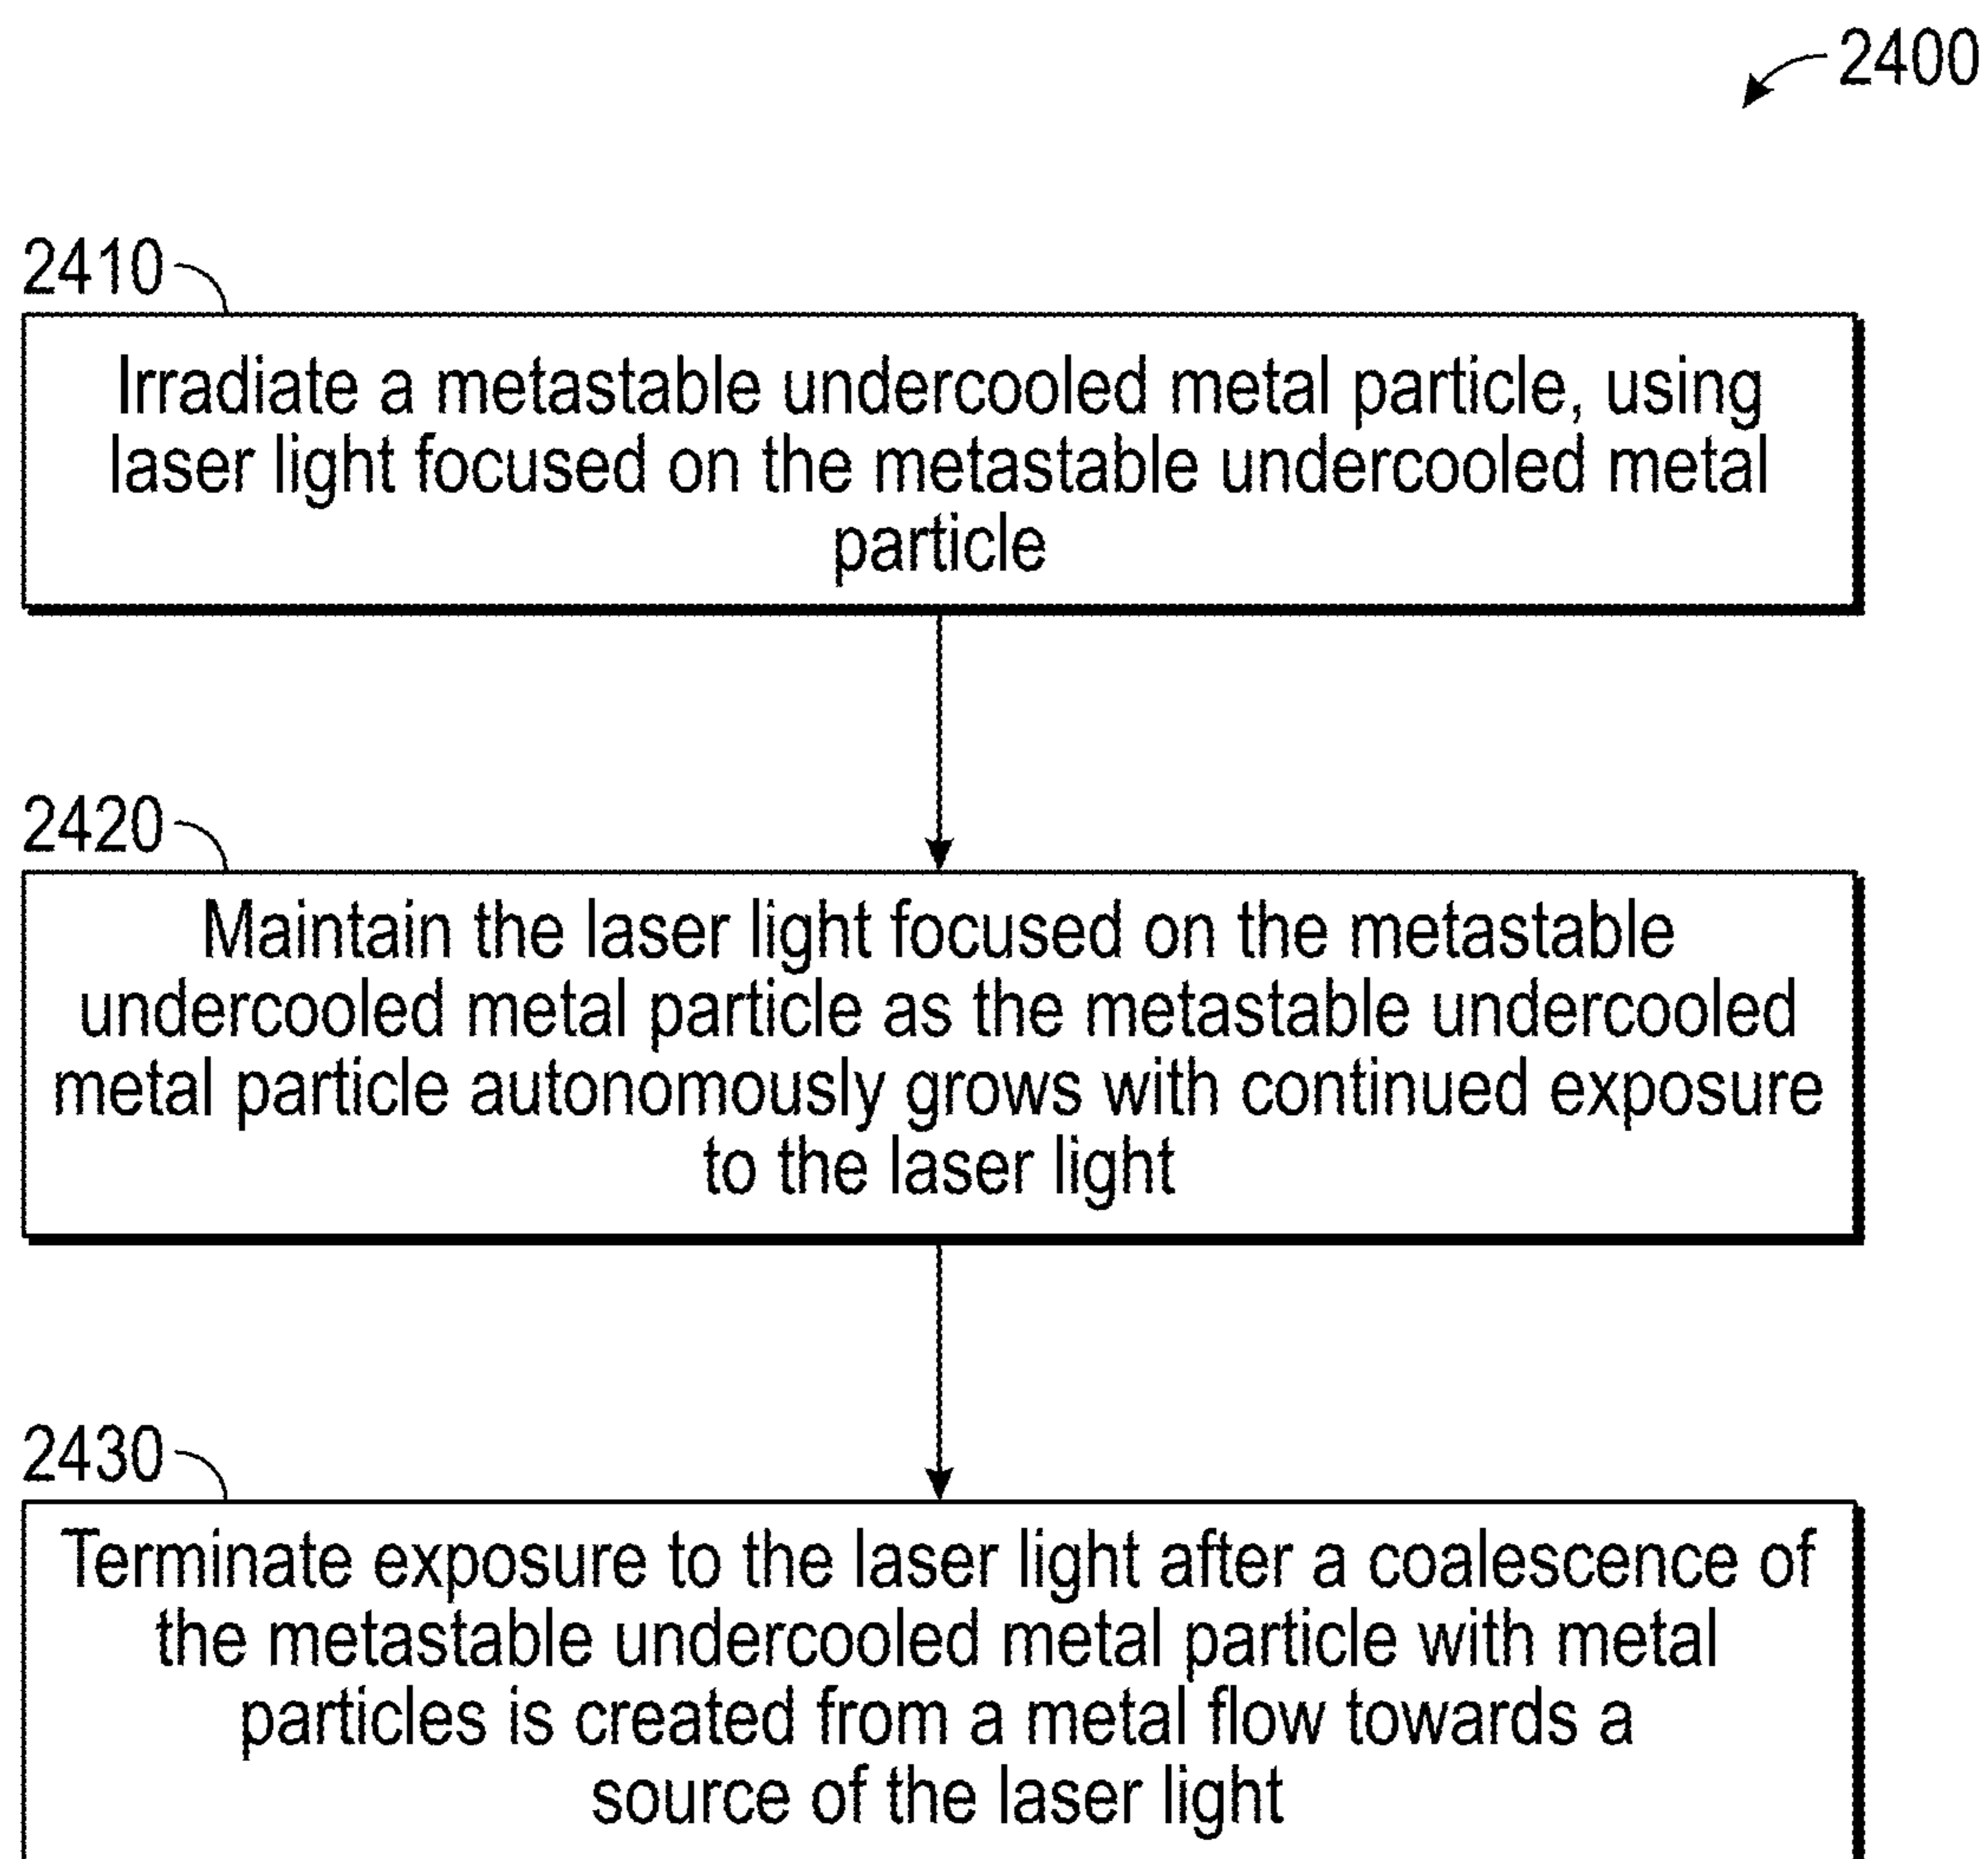 2400
2410
Irradiate a metastable undercooled metal particle, using
laser light focused on the metastable undercooled metal
particle
2420
Maintain the laser light focused on the metastable
undercooled metal particle as the metastable undercooled
metal particle autonomously grows with continued exposure
to the laser light
2430
Terminate exposure to the laser light after a coalescence of
the metastable undercooled metal particle with metal
particles is created from a metal flow towards a
source of the laser light